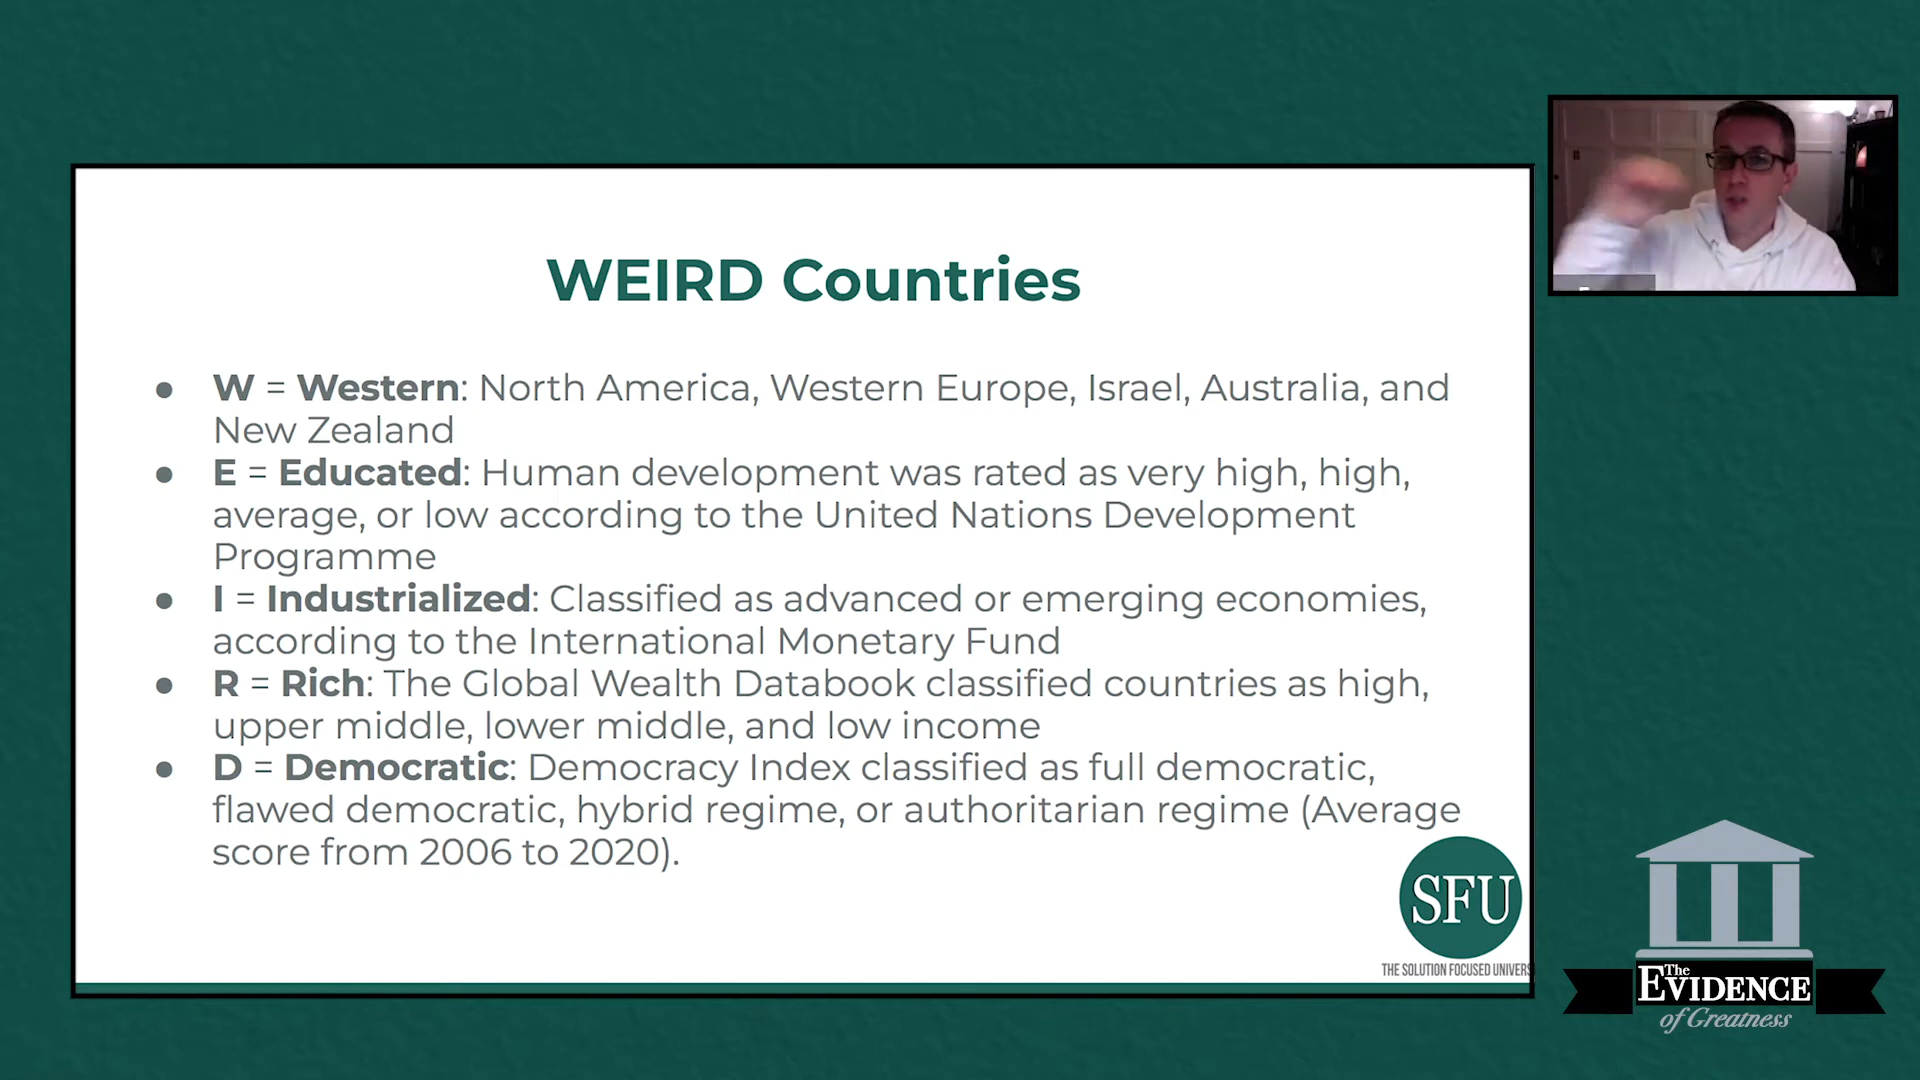 WEIRD Countries
● W = Western: North America, Western Europe, Israel, Australia, and
New Zealand
● E = Educated: Human development was rated as very high, high,
average, or low according to the United Nations Development
Programme
● I = Industrialized: Classified as advanced or emerging economies,
according to the International Monetary Fund
● R = Rich: The Global Wealth Databook classified countries as high,
upper middle, lower middle, and low income
● D = Democratic: Democracy Index classified as full democratic,
flawed democratic, hybrid regime, or authoritarian regime (Average
score from 2006 to 2020).
SFU
THE SOLUTION FOCUSED UNIVERS
The
EVIDENCE
of Greatness